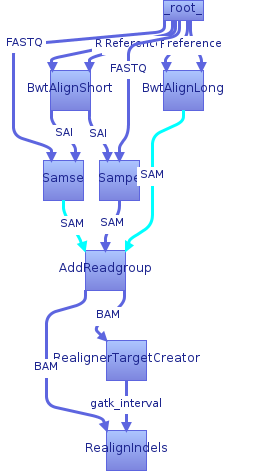 _root_
FASTQ
Reference
reference
FASTQ
BwtAlignShort
BwtAlignLong
SAI
SAI
Samse
Sampe
SAM
SAM
SAM
AddReadgroup
BAM
RealignerTargetCreator
BAM
gatk_interval
RealignIndels